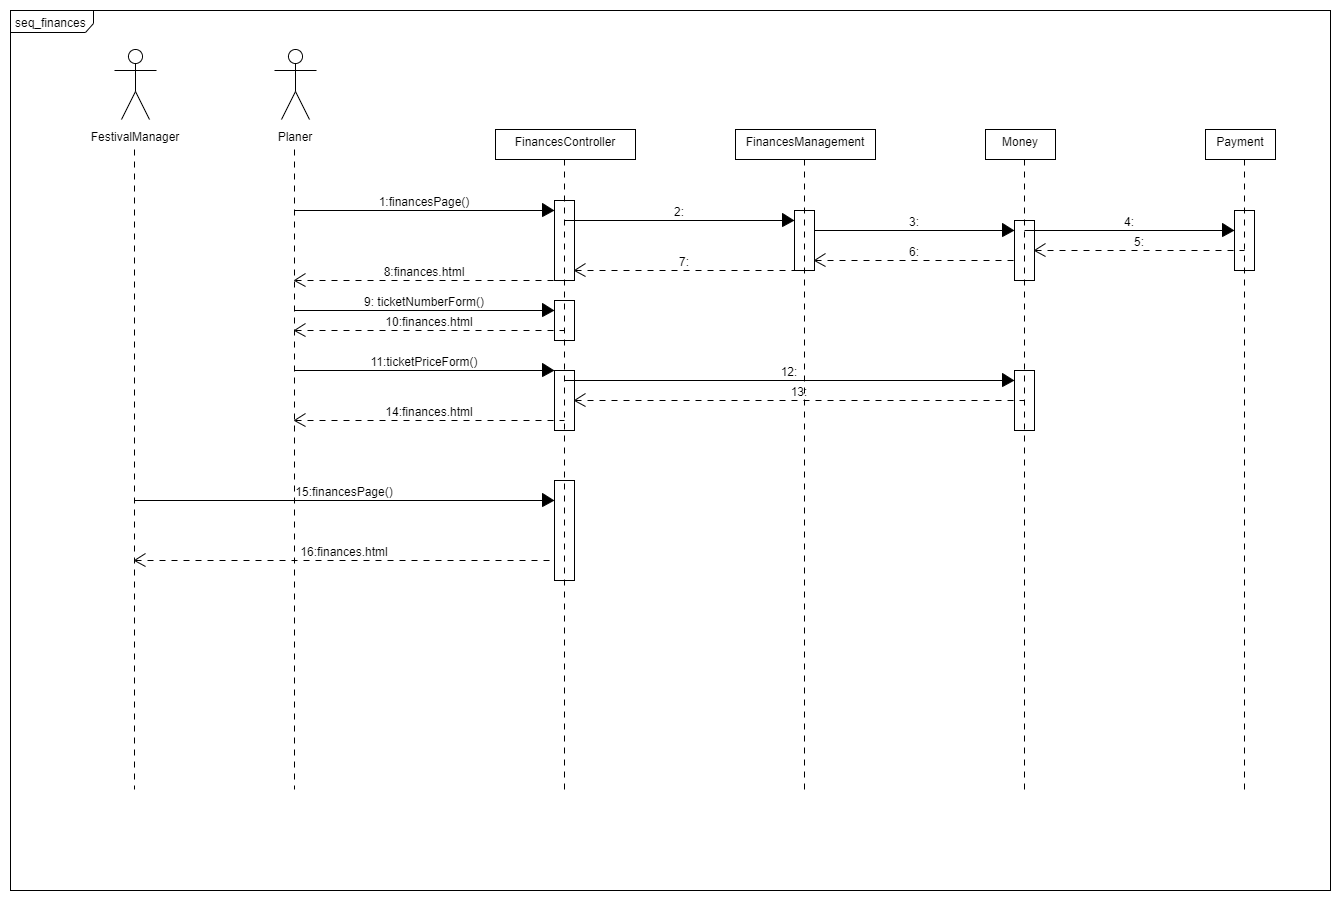 seq_finances
FestivalManager
Planer
FinancesController
FinancesManagement
Money
Payment
1:financesPage()
2:
3:
4:
5:
6:
7:
8:finances.html
9: ticketNumberForm()
10:finances.html
11:ticketPriceForm()
12:
13:
14:finances.html
15:financesPage()
16:finances.html